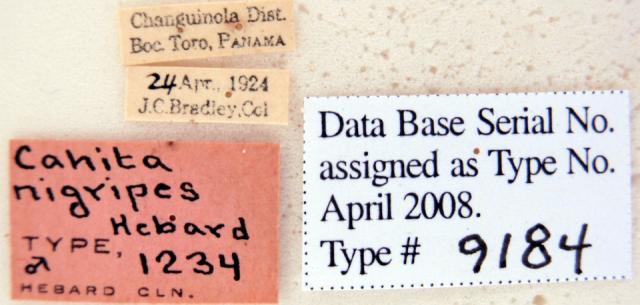 Changuinola Dist.
Boc. Toro, PANAMA
24 Apr., 1924
J.C.Bradley, Col
Cahita
nigripes
Hebard
TYPE,
♂ 1234
HEBARD CLN.
Data Base Serial No.
assigned as Type No.
April 2008.
Type # 9184